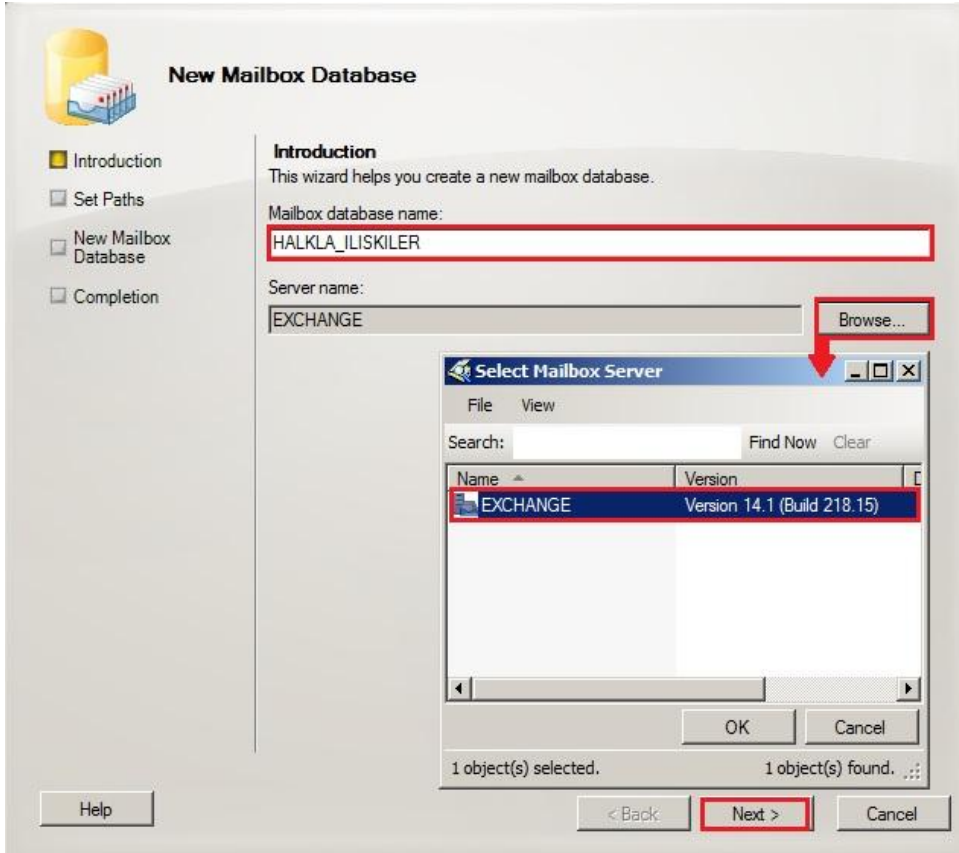 New Mailbox Database
Introduction
Set Paths
New Mailbox
Database
Completion
Introduction
This wizard helps you create a new mailbox database.
Mailbox database name:
HALKLA_ILISKILER
Server name:
EXCHANGE
Browse...
Select Mailbox Server
File View
Search: Find Now Clear
Name Version D
EXCHANGE Version 14.1 (Build 218.15)
OK Cancel
1 object(s) selected. 1 object(s) found.
Help < Back Next > Cancel